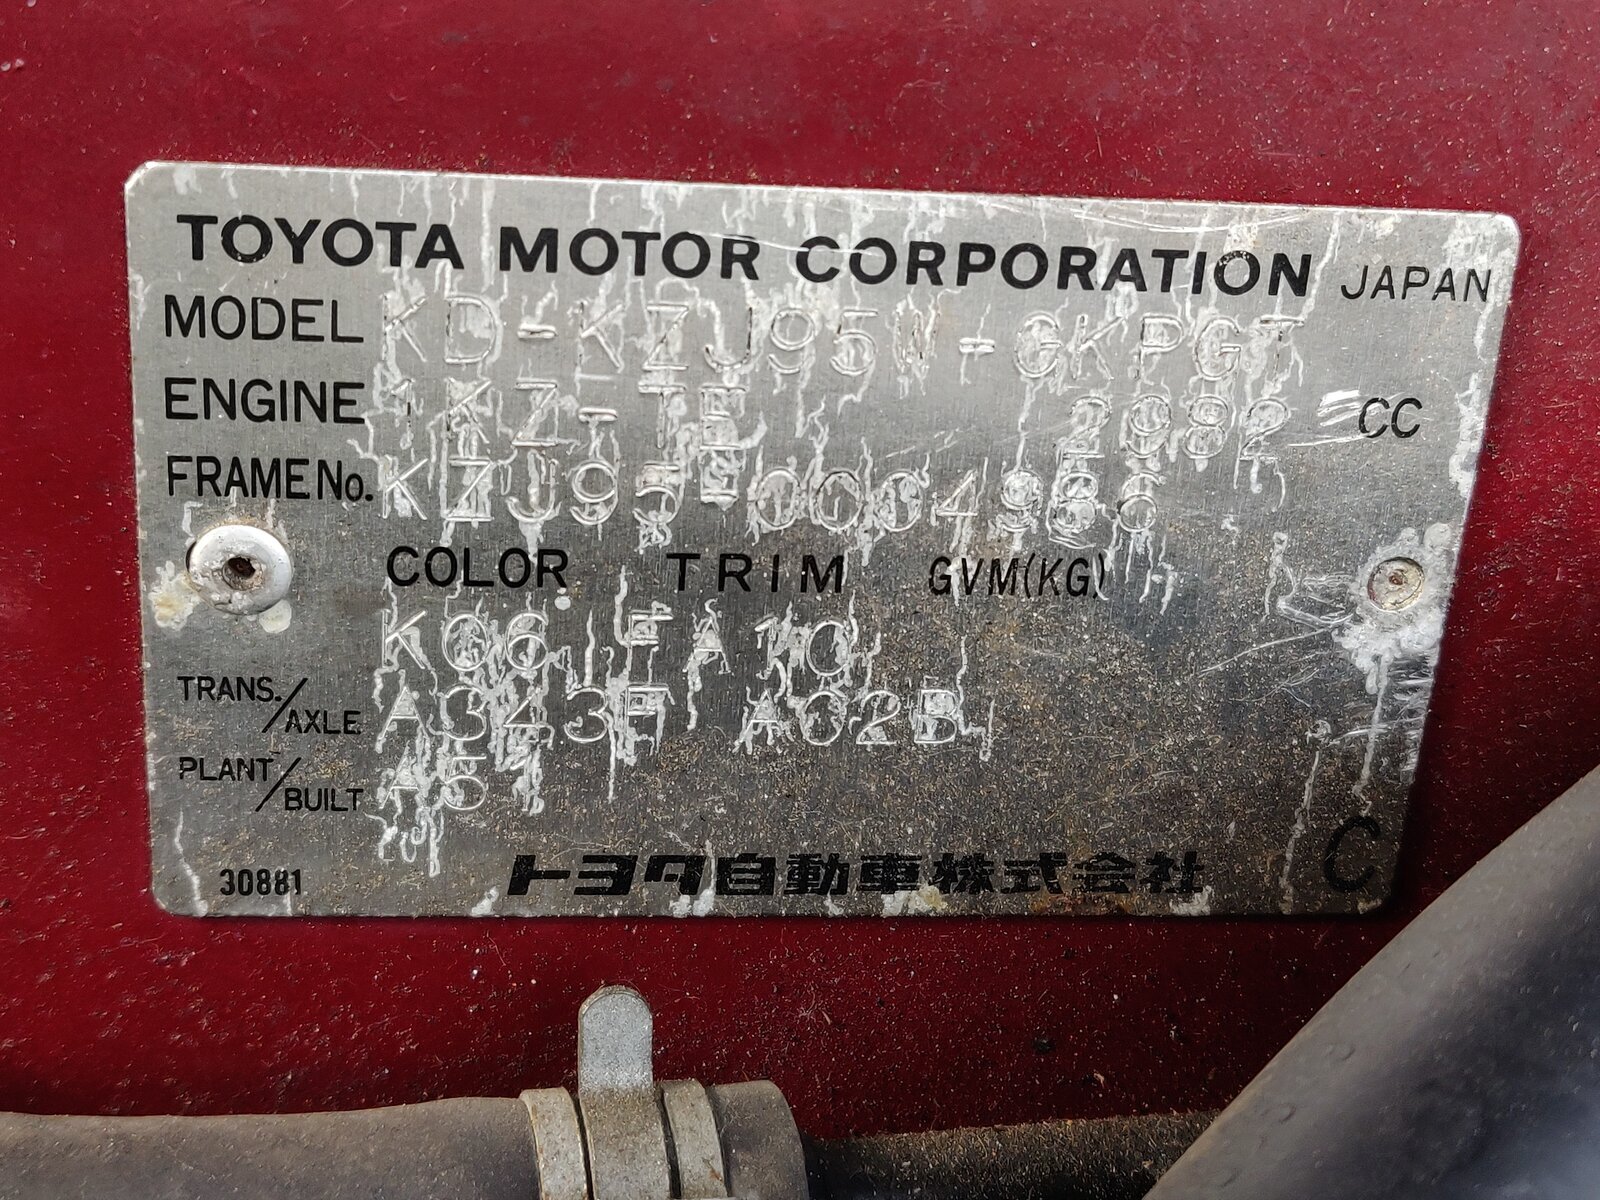 TOYOTA MOTOR CORPORATION JAPAN
MODEL KD-KZJ95W-GKPGT
ENGINE 1KZ-TE 2982 CC
FRAME No. KZJ95-0004986
COLOR TRIM GVM(KG)
K06 FA10
TRANS./AXLE A343F A02B
PLANT/BUILT A51
30881 トヨタ自動車株式会社 C